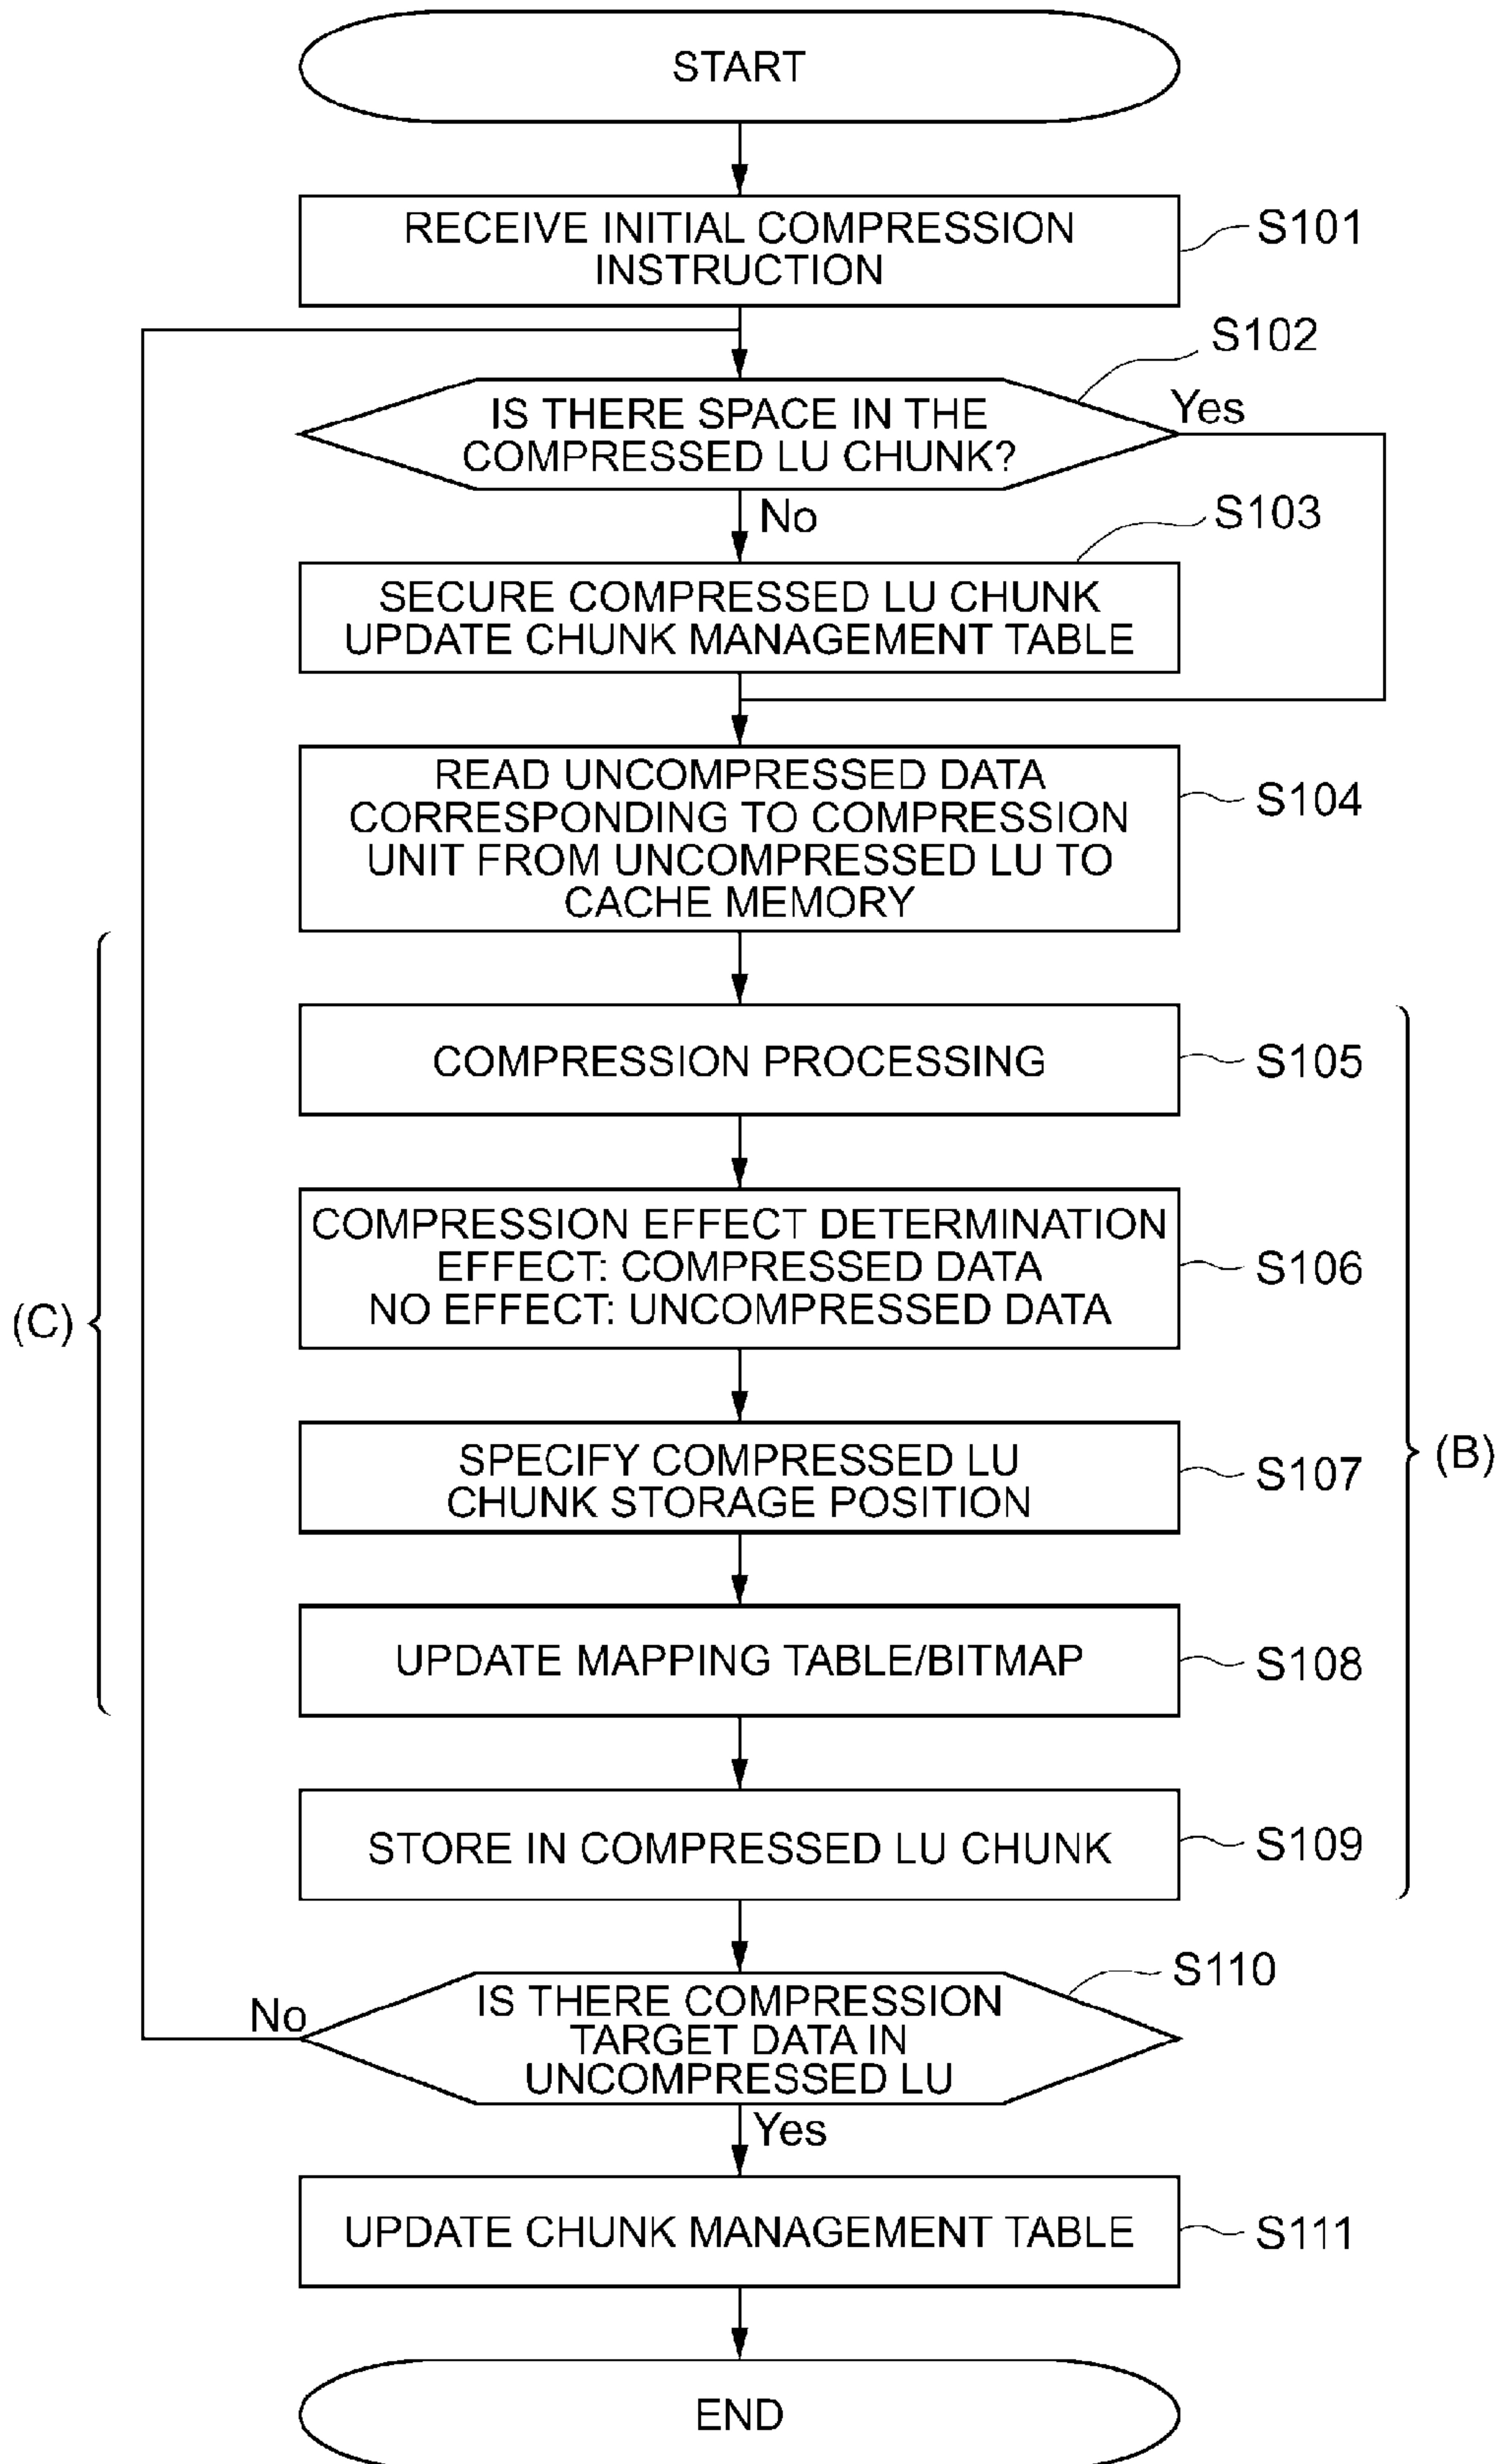 START
RECEIVE INITIAL COMPRESSION
INSTRUCTION
S101
S102
IS THERE SPACE IN THE
COMPRESSED LU CHUNK?
Yes
No
S103
SECURE COMPRESSED LU CHUNK
UPDATE CHUNK MANAGEMENT TABLE
READ UNCOMPRESSED DATA
CORRESPONDING TO COMPRESSION
UNIT FROM UNCOMPRESSED LU TO
CACHE MEMORY
S104
COMPRESSION PROCESSING
S105
COMPRESSION EFFECT DETERMINATION
EFFECT: COMPRESSED DATA
NO EFFECT: UNCOMPRESSED DATA
S106
(C)
SPECIFY COMPRESSED LU
CHUNK STORAGE POSITION
S107
(B)
UPDATE MAPPING TABLE/BITMAP
S108
STORE IN COMPRESSED LU CHUNK
S109
S110
IS THERE COMPRESSION
TARGET DATA IN
UNCOMPRESSED LU
No
Yes
UPDATE CHUNK MANAGEMENT TABLE
S111
END